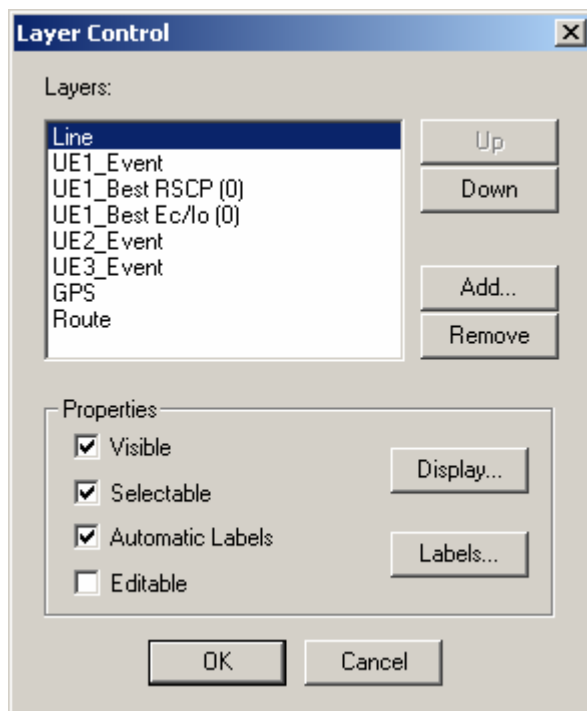 Layer Control
Layers:
Line
UE1_Event
UE1_Best RSCP (0)
UE1_Best Ec/Io (0)
UE2_Event
UE3_Event
GPS
Route
Up
Down
Add...
Remove
Properties
Visible
Selectable
Automatic Labels
Editable
Display...
Labels...
OK
Cancel